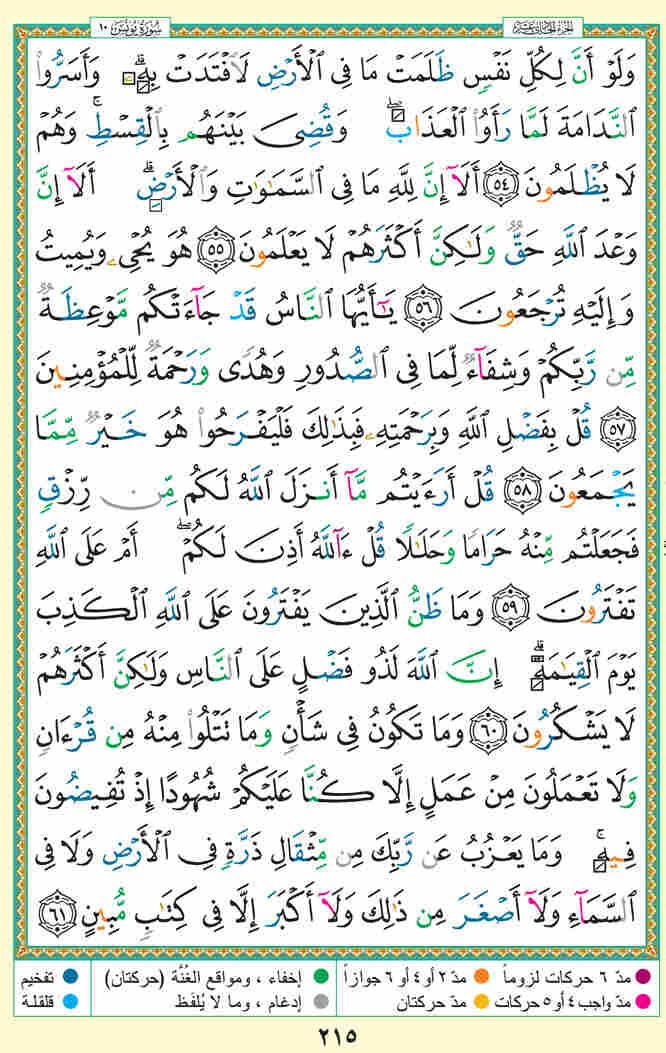 سُورَةُ يُونُسَ ١٠
الجزء الحادي عشر
وَلَوْ أَنَّ لِكُلِّ نَفْسٍ ظَلَمَتْ مَا فِى ٱلْأَرْضِ لَٱفْتَدَتْ بِهِۦۗ وَأَسَرُّوا۟
ٱلنَّدَامَةَ لَمَّا رَأَوُا۟ ٱلْعَذَابَۖ وَقُضِىَ بَيْنَهُم بِٱلْقِسْطِۚ وَهُمْ
لَا يُظْلَمُونَ ٥٤ أَلَآ إِنَّ لِلَّهِ مَا فِى ٱلسَّمَـٰوَٰتِ وَٱلْأَرْضِۗ أَلَآ إِنَّ
وَعْدَ ٱللَّهِ حَقٌّ وَلَـٰكِنَّ أَكْثَرَهُمْ لَا يَعْلَمُونَ ٥٥ هُوَ يُحْىِۦ وَيُمِيتُ
وَإِلَيْهِ تُرْجَعُونَ ٥٦ يَـٰٓأَيُّهَا ٱلنَّاسُ قَدْ جَآءَتْكُم مَّوْعِظَةٌ
مِّن رَّبِّكُمْ وَشِفَآءٌ لِّمَا فِى ٱلصُّدُورِ وَهُدًى وَرَحْمَةٌ لِّلْمُؤْمِنِينَ
٥٧ قُلْ بِفَضْلِ ٱللَّهِ وَبِرَحْمَتِهِۦ فَبِذَٰلِكَ فَلْيَفْرَحُوا۟ هُوَ خَيْرٌ مِّمَّا
يَجْمَعُونَ ٥٨ قُلْ أَرَءَيْتُم مَّآ أَنزَلَ ٱللَّهُ لَكُم مِّن رِّزْقٍ
فَجَعَلْتُم مِّنْهُ حَرَامًا وَحَلَـٰلًا قُلْ ءَآللَّهُ أَذِنَ لَكُمْۖ أَمْ عَلَى ٱللَّهِ
تَفْتَرُونَ ٥٩ وَمَا ظَنُّ ٱلَّذِينَ يَفْتَرُونَ عَلَى ٱللَّهِ ٱلْكَذِبَ
يَوْمَ ٱلْقِيَـٰمَةِۗ إِنَّ ٱللَّهَ لَذُو فَضْلٍ عَلَى ٱلنَّاسِ وَلَـٰكِنَّ أَكْثَرَهُمْ
لَا يَشْكُرُونَ ٦٠ وَمَا تَكُونُ فِى شَأْنٍ وَمَا تَتْلُوا۟ مِنْهُ مِن قُرْءَانٍ
وَلَا تَعْمَلُونَ مِنْ عَمَلٍ إِلَّا كُنَّا عَلَيْكُمْ شُهُودًا إِذْ تُفِيضُونَ
فِيهِۚ وَمَا يَعْزُبُ عَن رَّبِّكَ مِن مِّثْقَالِ ذَرَّةٍ فِى ٱلْأَرْضِ وَلَا فِى
ٱلسَّمَآءِ وَلَآ أَصْغَرَ مِن ذَٰلِكَ وَلَآ أَكْبَرَ إِلَّا فِى كِتَـٰبٍ مُّبِينٍ ٦١
مدّ ٦ حركات لزوماً
مدّ ٢ أو ٤ أو ٦ جوازاً
إخفاء ، ومواقع الغُنَّة (حركتان)
تفخيم
مدّ واجب ٤ أو ٥ حركات
مدّ حركتان
إدغام ، وما لا يُلفَظ
قلقلة
٢١٥